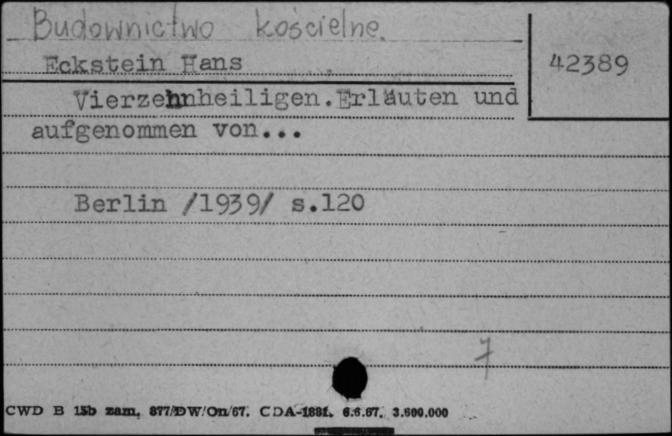 Budownictwo kościelne.
Eckstein Hans
42389
Vierzehnheiligen.Erläuten und
aufgenommen von...
Berlin /1939/ s.120
7
CWD B 15b zam. 877/DW/On/67. CDA-1881. 6.6.67. 3.600.000